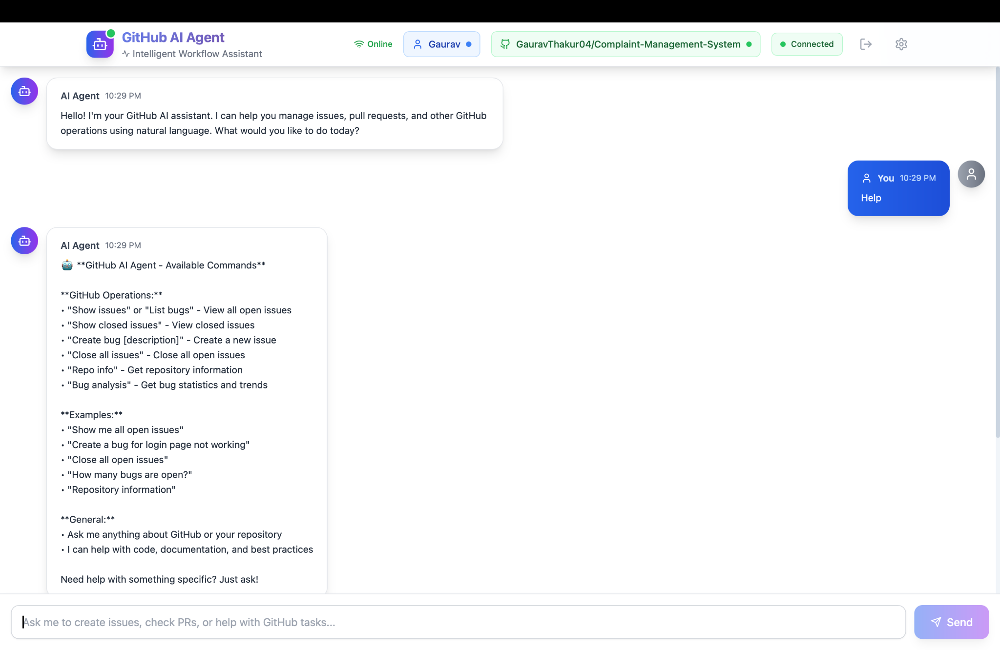 GitHub AI Agent
Intelligent Workflow Assistant
Online
Gaurav
GauravThakur04/Complaint-Management-System
Connected
AI Agent 10:29 PM
Hello! I'm your GitHub AI assistant. I can help you manage issues, pull requests, and other GitHub
operations using natural language. What would you like to do today?
You 10:29 PM
Help
AI Agent 10:29 PM
🤖 **GitHub AI Agent - Available Commands**
**GitHub Operations:**
• "Show issues" or "List bugs" - View all open issues
• "Show closed issues" - View closed issues
• "Create bug [description]" - Create a new issue
• "Close all issues" - Close all open issues
• "Repo info" - Get repository information
• "Bug analysis" - Get bug statistics and trends
**Examples:**
• "Show me all open issues"
• "Create a bug for login page not working"
• "Close all open issues"
• "How many bugs are open?"
• "Repository information"
**General:**
• Ask me anything about GitHub or your repository
• I can help with code, documentation, and best practices
Need help with something specific? Just ask!
Ask me to create issues, check PRs, or help with GitHub tasks...
Send